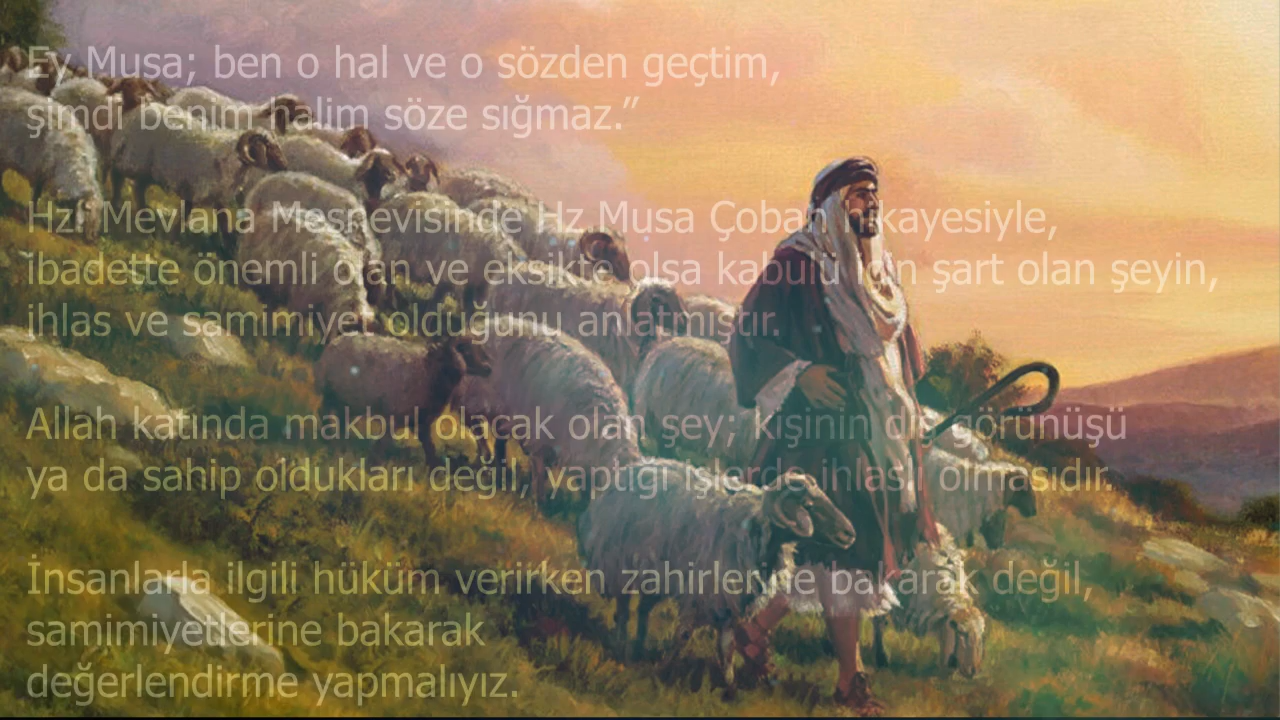 Ey Musa; ben o hal ve o sözden geçtim,
şimdi benim halim söze sığmaz.”
Hz. Mevlana Mesnevisinde Hz Musa Çoban hikayesiyle,
ibadette önemli olan ve eksik de olsa kabulü için şart olan şeyin,
ihlas ve samimiyet olduğunu anlatmıştır.
Allah katında makbul olacak olan şey; kişinin dış görünüşü
ya da sahip oldukları değil, yaptığı işlerde ihlaslı olmasıdır.
İnsanlarla ilgili hüküm verirken zahirlerine bakarak değil,
samimiyetlerine bakarak
değerlendirme yapmalıyız.